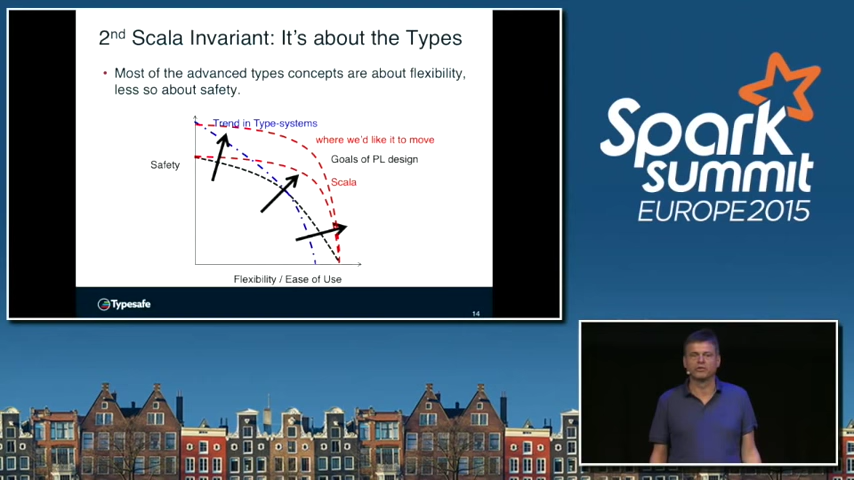 2nd Scala Invariant: It's about the Types
• Most of the advanced types concepts are about flexibility,
less so about safety.
Trend in Type-systems
where we'd like it to move
Safety
Goals of PL design
Scala
Flexibility / Ease of Use
Typesafe
14
Spark
summit
EUROPE 2015